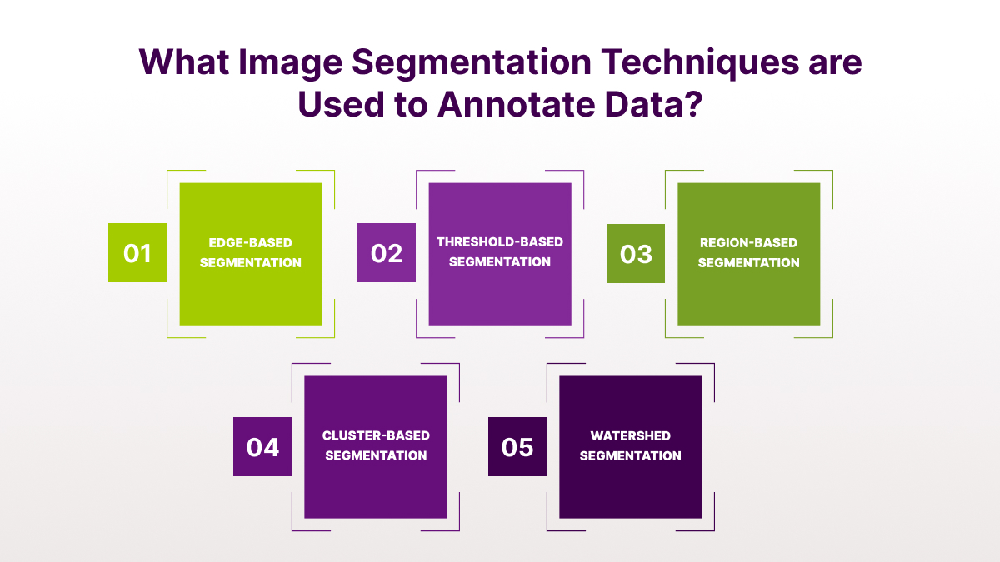 What Image Segmentation Techniques are
Used to Annotate Data?
01
EDGE-BASED
SEGMENTATION
02
THRESHOLD-BASED
SEGMENTATION
03
REGION-BASED
SEGMENTATION
04
CLUSTER-BASED
SEGMENTATION
05
WATERSHED
SEGMENTATION